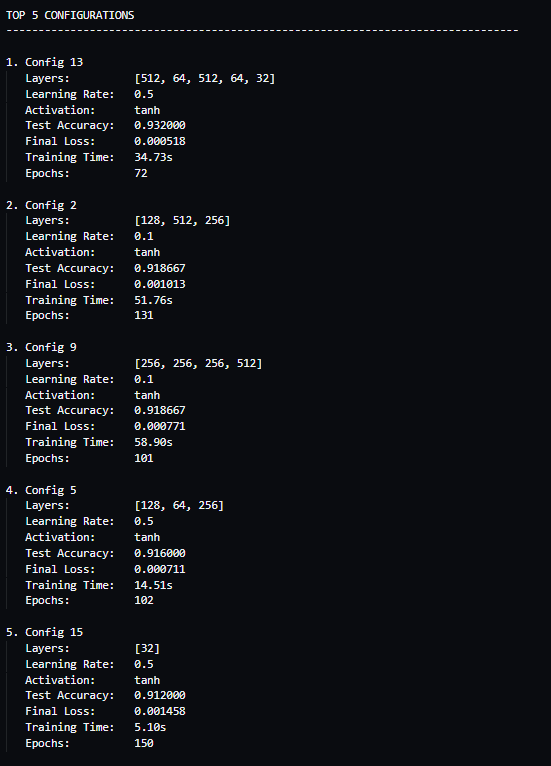 TOP 5 CONFIGURATIONS
--------------------------------------------------------------------------------
1. Config 13
Layers: [512, 64, 512, 64, 32]
Learning Rate: 0.5
Activation: tanh
Test Accuracy: 0.932000
Final Loss: 0.000518
Training Time: 34.73s
Epochs: 72
2. Config 2
Layers: [128, 512, 256]
Learning Rate: 0.1
Activation: tanh
Test Accuracy: 0.918667
Final Loss: 0.001013
Training Time: 51.76s
Epochs: 131
3. Config 9
Layers: [256, 256, 256, 512]
Learning Rate: 0.1
Activation: tanh
Test Accuracy: 0.918667
Final Loss: 0.000771
Training Time: 58.90s
Epochs: 101
4. Config 5
Layers: [128, 64, 256]
Learning Rate: 0.5
Activation: tanh
Test Accuracy: 0.916000
Final Loss: 0.000711
Training Time: 14.51s
Epochs: 102
5. Config 15
Layers: [32]
Learning Rate: 0.5
Activation: tanh
Test Accuracy: 0.912000
Final Loss: 0.001458
Training Time: 5.10s
Epochs: 150